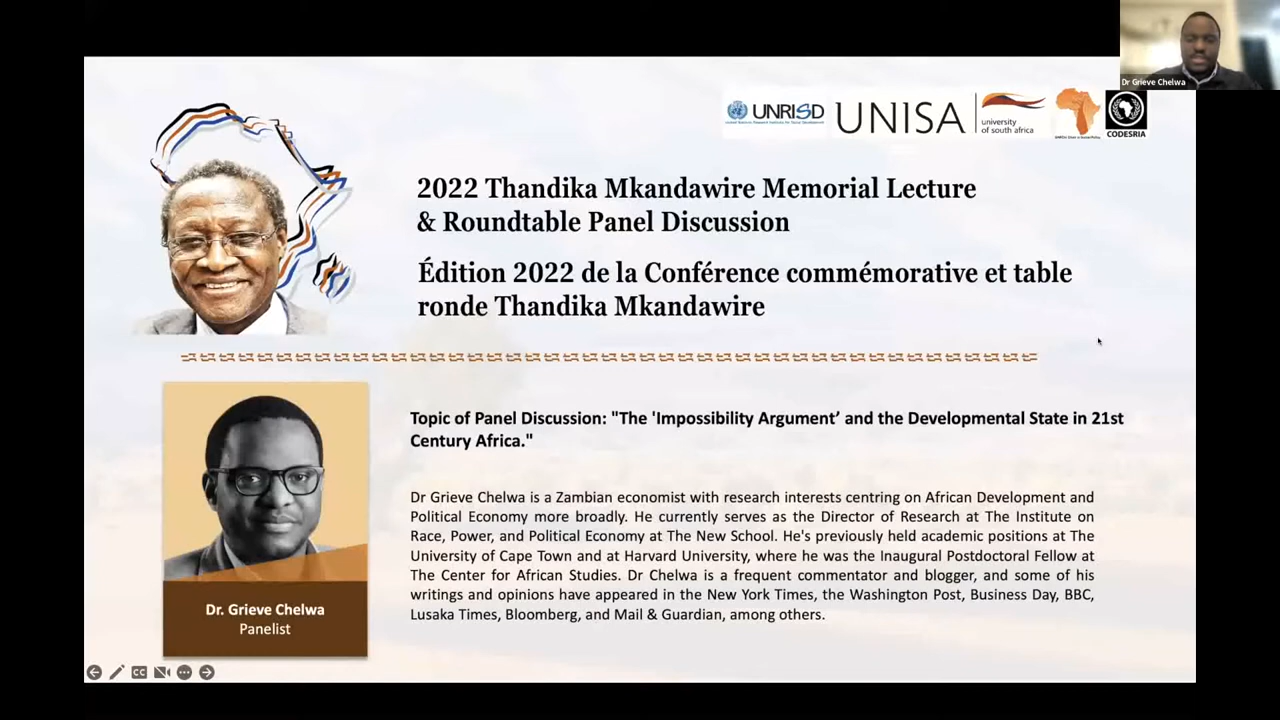 Dr Grieve Chelwa
UNRISD
UNISA
university
of south africa
CODESRIA
2022 Thandika Mkandawire Memorial Lecture
& Roundtable Panel Discussion
Édition 2022 de la Conférence commémorative et table
ronde Thandika Mkandawire
Topic of Panel Discussion: "The 'Impossibility Argument’ and the Developmental State in 21st
Century Africa."
Dr Grieve Chelwa is a Zambian economist with research interests centring on African Development and
Political Economy more broadly. He currently serves as the Director of Research at The Institute on
Race, Power, and Political Economy at The New School. He's previously held academic positions at The
University of Cape Town and at Harvard University, where he was the Inaugural Postdoctoral Fellow at
The Center for African Studies. Dr Chelwa is a frequent commentator and blogger, and some of his
writings and opinions have appeared in the New York Times, the Washington Post, Business Day, BBC,
Lusaka Times, Bloomberg, and Mail & Guardian, among others.
Dr. Grieve Chelwa
Panelist
CC